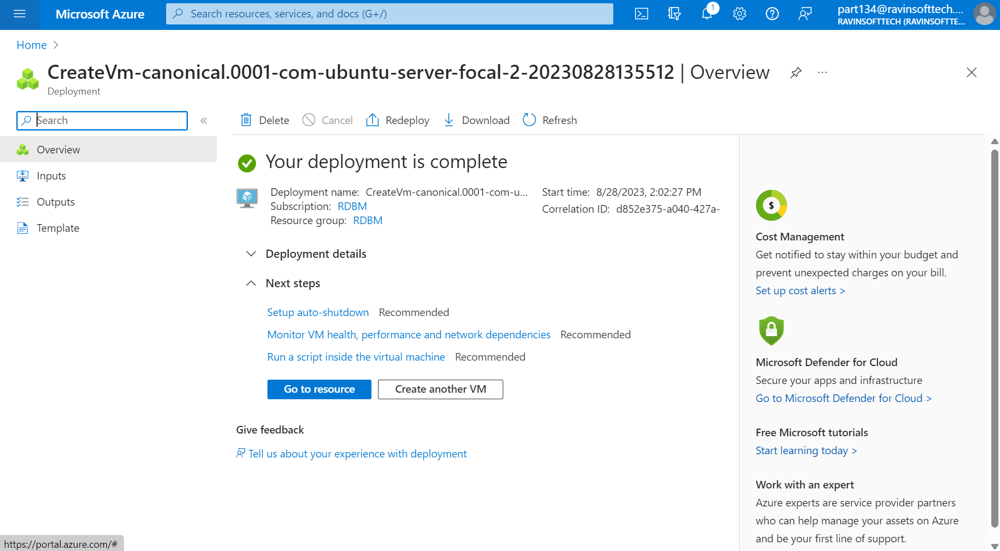 Microsoft Azure
Search resources, services, and docs (G+/)
1
part134@ravinsofttech....
RAVINSOFTTECH (RAVINSOFTTE...
Home >
CreateVm-canonical.0001-com-ubuntu-server-focal-2-20230828135512 | Overview
Deployment
Search
«
Delete
Cancel
Redeploy
Download
Refresh
Overview
Inputs
Outputs
Template
Your deployment is complete
Deployment name: CreateVm-canonical.0001-com-u...
Subscription: RDBM
Resource group: RDBM
Start time: 8/28/2023, 2:02:27 PM
Correlation ID: d852e375-a040-427a-
Deployment details
Next steps
Setup auto-shutdown Recommended
Monitor VM health, performance and network dependencies Recommended
Run a script inside the virtual machine Recommended
Go to resource
Create another VM
Give feedback
Tell us about your experience with deployment
$
Cost Management
Get notified to stay within your budget and
prevent unexpected charges on your bill.
Set up cost alerts >
Microsoft Defender for Cloud
Secure your apps and infrastructure
Go to Microsoft Defender for Cloud >
Free Microsoft tutorials
Start learning today >
Work with an expert
Azure experts are service provider partners
who can help manage your assets on Azure
and be your first line of support.
https://portal.azure.com/#